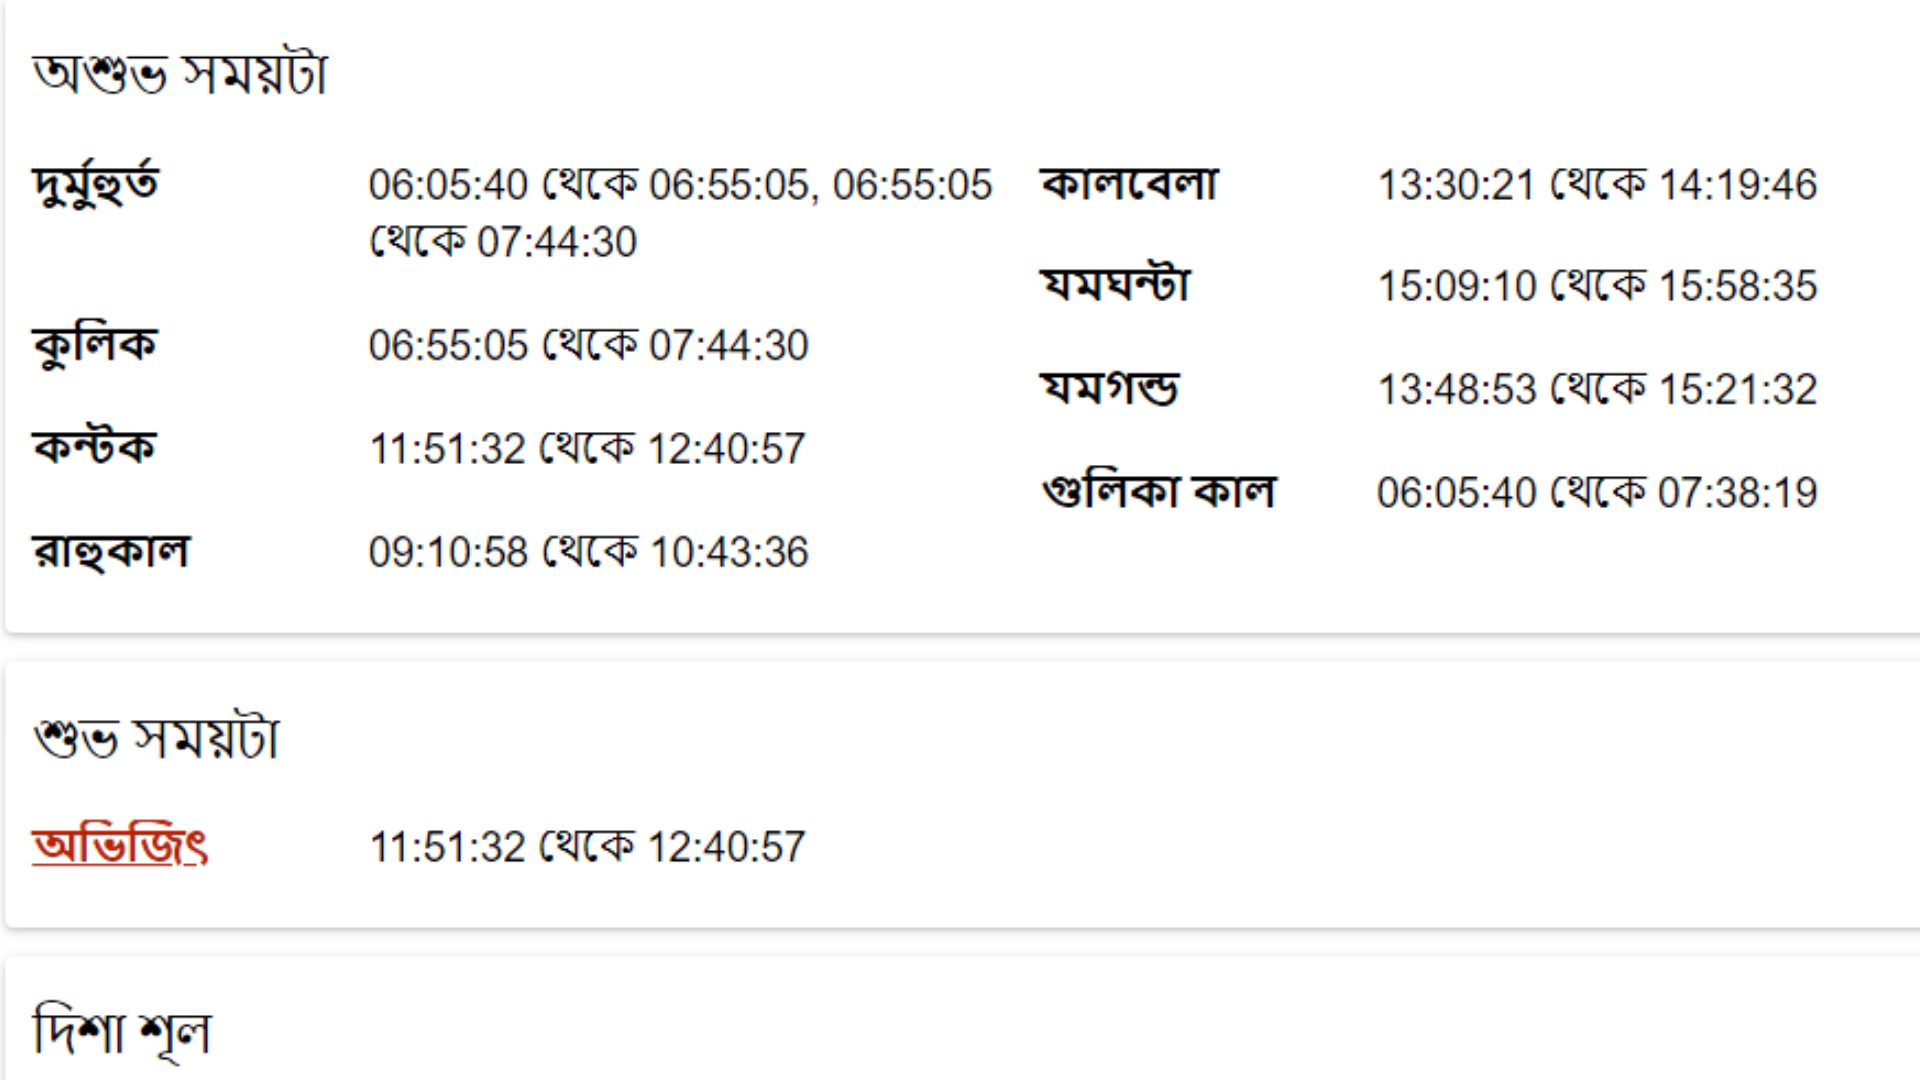 অশুভ সময়টা
দুর্মুহুর্ত 06:05:40 থেকে 06:55:05, 06:55:05
থেকে 07:44:30
কুলিক 06:55:05 থেকে 07:44:30
কন্টক 11:51:32 থেকে 12:40:57
রাহুকাল 09:10:58 থেকে 10:43:36
কালবেলা 13:30:21 থেকে 14:19:46
যমঘন্টা 15:09:10 থেকে 15:58:35
যমগন্ড 13:48:53 থেকে 15:21:32
গুলিকা কাল 06:05:40 থেকে 07:38:19
শুভ সময়টা
অভিজিৎ 11:51:32 থেকে 12:40:57
দিশা শূল